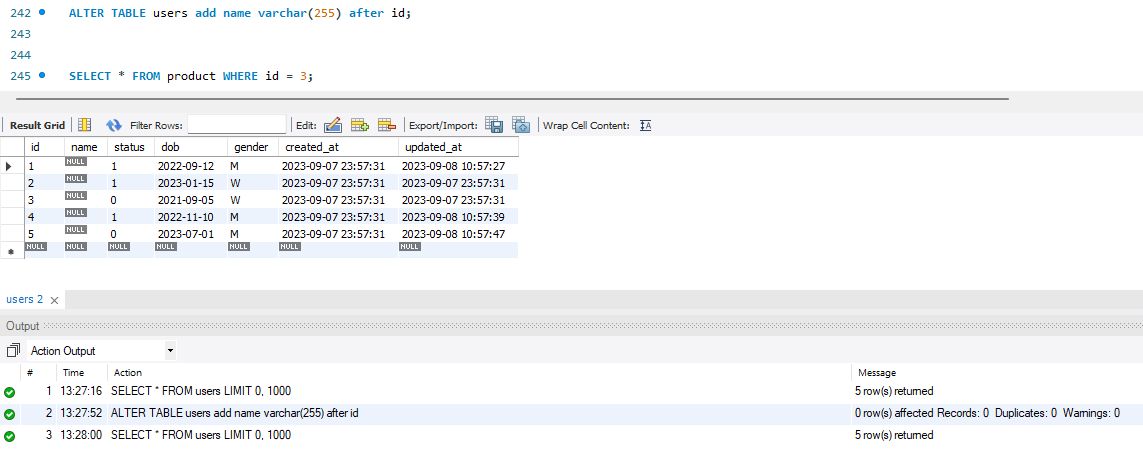 242 ALTER TABLE users add name varchar(255) after id;
243
244
245 SELECT * FROM product WHERE id = 3;
Result Grid Filter Rows: Edit: Export/Import: Wrap Cell Content: IA
id name status dob gender created_at updated_at
1 NULL 1 2022-09-12 M 2023-09-07 23:57:31 2023-09-08 10:57:27
2 NULL 1 2023-01-15 W 2023-09-07 23:57:31 2023-09-07 23:57:31
3 NULL 0 2021-09-05 W 2023-09-07 23:57:31 2023-09-07 23:57:31
4 NULL 1 2022-11-10 M 2023-09-07 23:57:31 2023-09-08 10:57:39
5 NULL 0 2023-07-01 M 2023-09-07 23:57:31 2023-09-08 10:57:47
* NULL NULL NULL NULL NULL NULL NULL
users 2 ×
Output
Action Output
# Time Action Message
1 13:27:16 SELECT * FROM users LIMIT 0, 1000 5 row(s) returned
2 13:27:52 ALTER TABLE users add name varchar(255) after id 0 row(s) affected Records: 0 Duplicates: 0 Warnings: 0
3 13:28:00 SELECT * FROM users LIMIT 0, 1000 5 row(s) returned